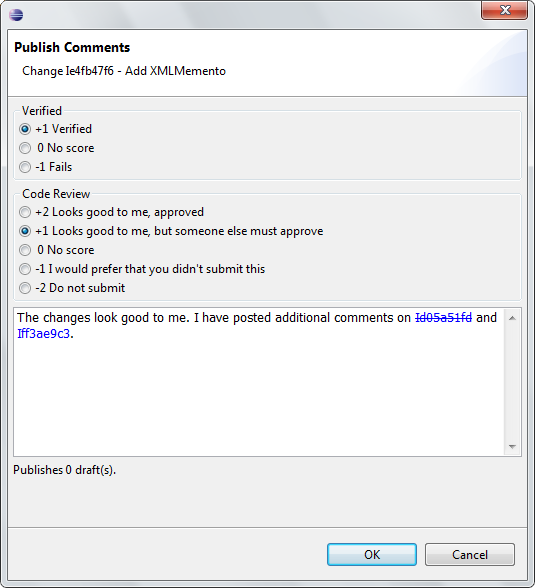 Publish Comments
Change Ie4fb47f6 - Add XMLMemento
Verified
+1 Verified
0 No score
-1 Fails
Code Review
+2 Looks good to me, approved
+1 Looks good to me, but someone else must approve
0 No score
-1 I would prefer that you didn't submit this
-2 Do not submit
The changes look good to me. I have posted additional comments on Id05a51fd and
Iff3ae9c3.
Publishes 0 draft(s).
OK
Cancel